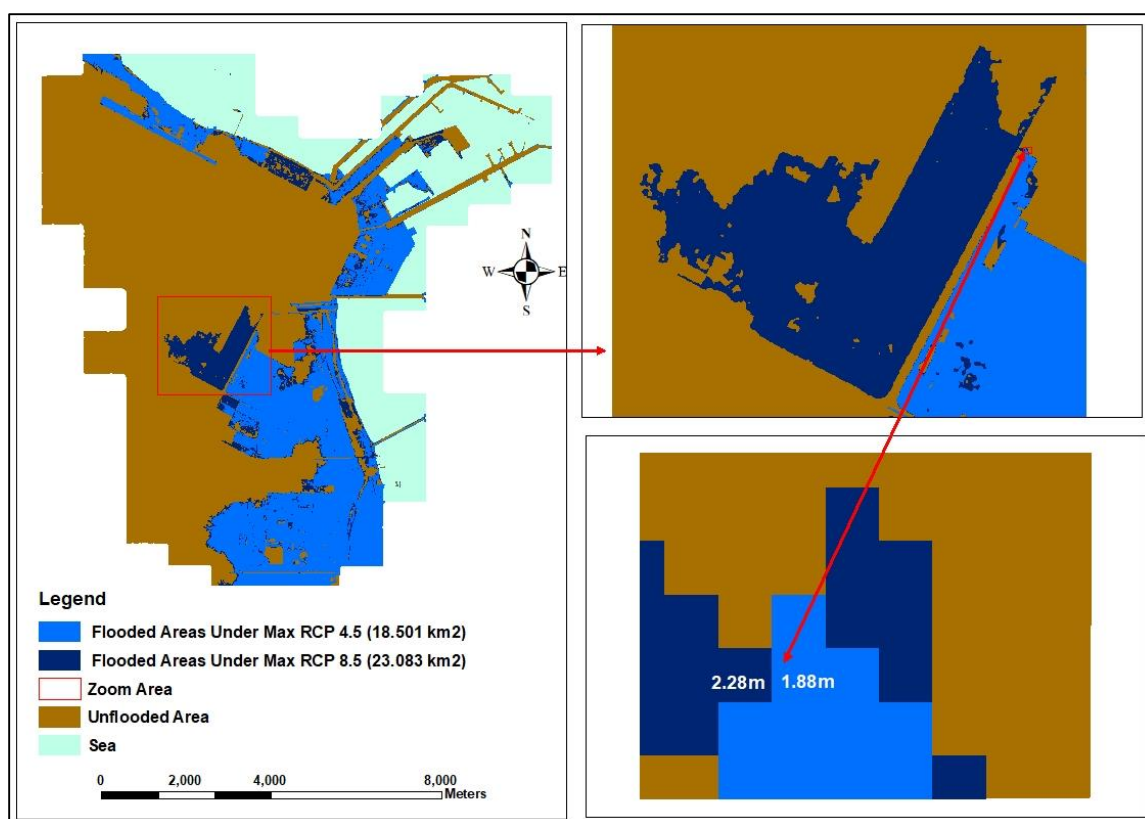 N
W E
S
Legend
Flooded Areas Under Max RCP 4.5 (18.501 km2)
Flooded Areas Under Max RCP 8.5 (23.083 km2)
Zoom Area
Unflooded Area
Sea
0 2,000 4,000 8,000
Meters
2.28m 1.88m